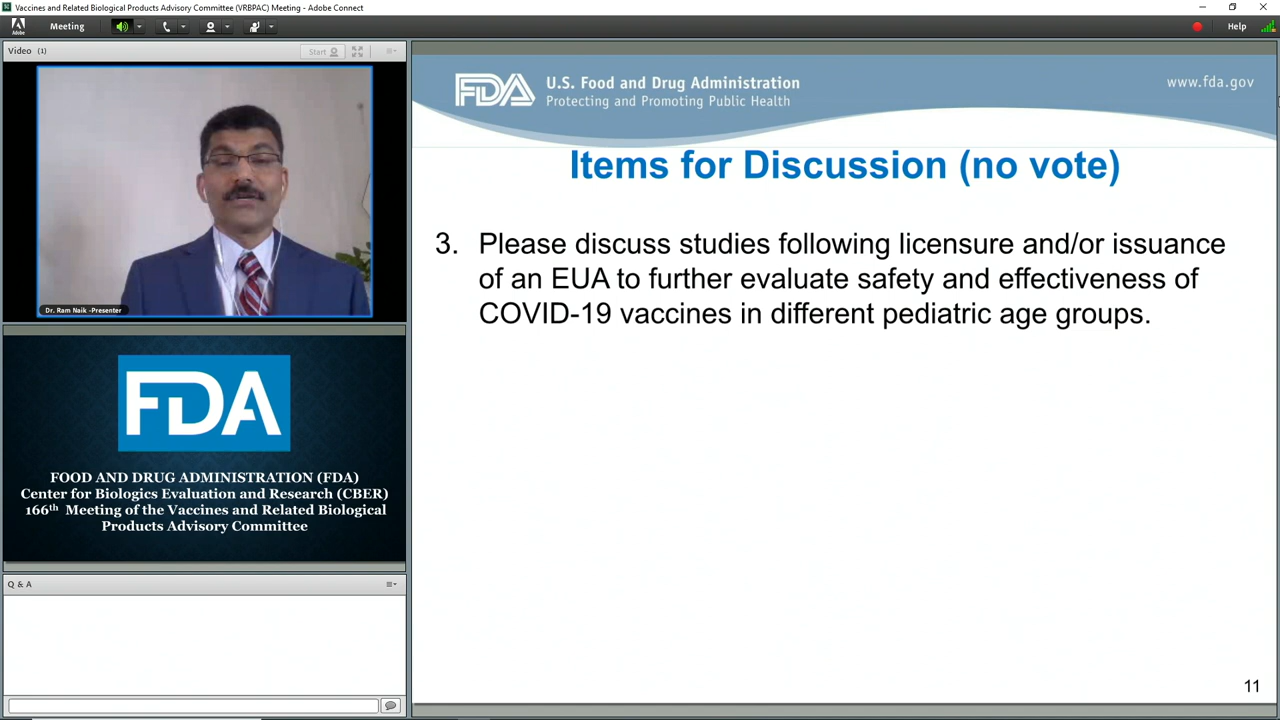 Vaccines and Related Biological Products Advisory Committee (VRBPAC) Meeting - Adobe Connect
Adobe
Meeting
Help
Video (1)
Start
Dr. Ram Naik -Presenter
FDA
FOOD AND DRUG ADMINISTRATION (FDA)
Center for Biologics Evaluation and Research (CBER)
166th Meeting of the Vaccines and Related Biological
Products Advisory Committee
Q & A
FDA
U.S. Food and Drug Administration
Protecting and Promoting Public Health
www.fda.gov
Items for Discussion (no vote)
3. Please discuss studies following licensure and/or issuance
of an EUA to further evaluate safety and effectiveness of
COVID-19 vaccines in different pediatric age groups.
11